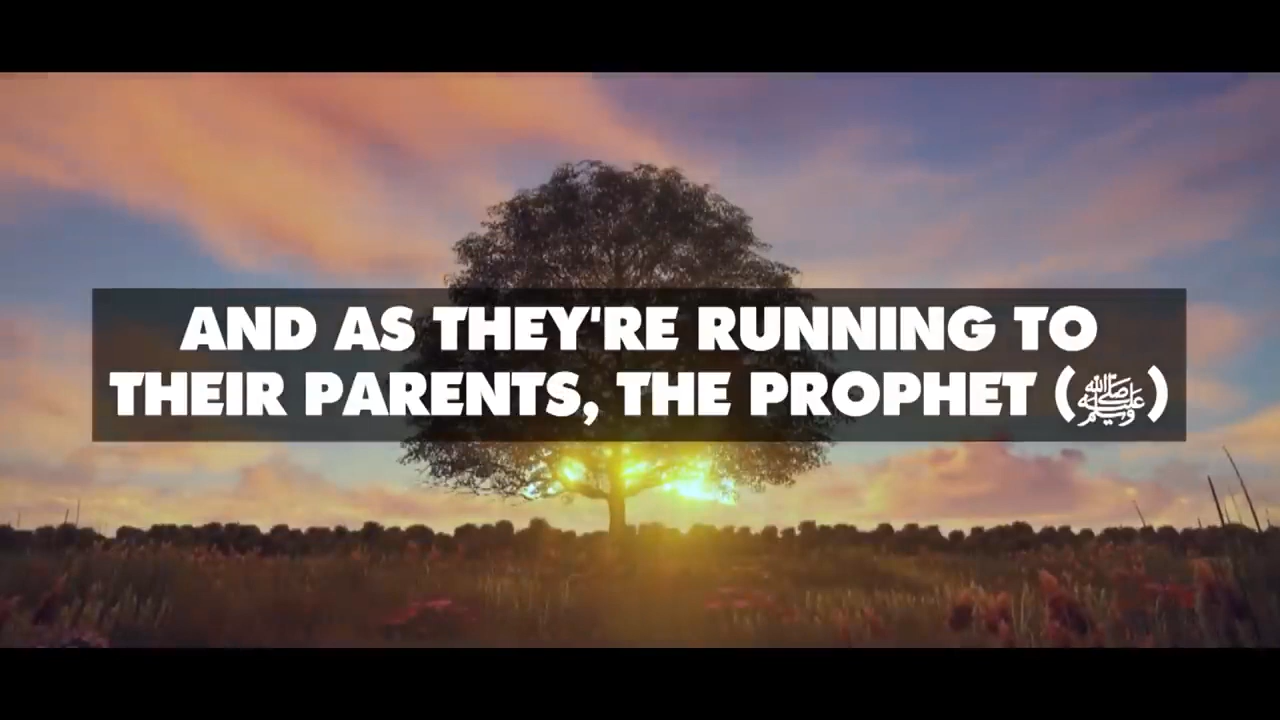 AND AS THEY'RE RUNNING TO
THEIR PARENTS, THE PROPHET (ﷺ)